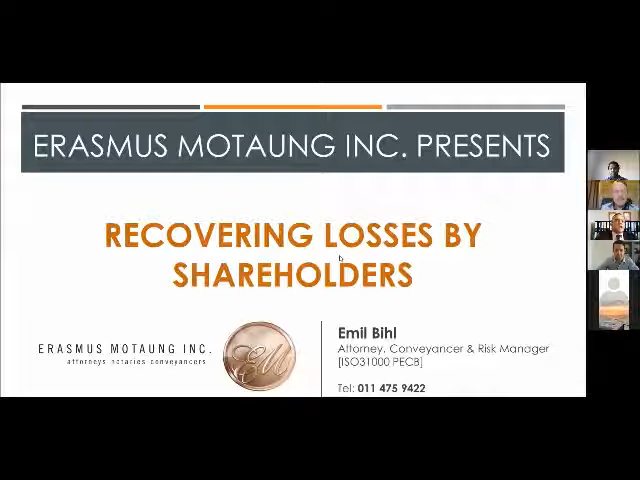 ERASMUS MOTAUNG INC. PRESENTS
RECOVERING LOSSES BY
SHAREHOLDERS
ERASMUS MOTAUNG INC.
attorneys notaries conveyancers
EM
Emil Bihl
Attorney, Conveyancer & Risk Manager
[ISO31000 PECB]
Tel: 011 475 9422